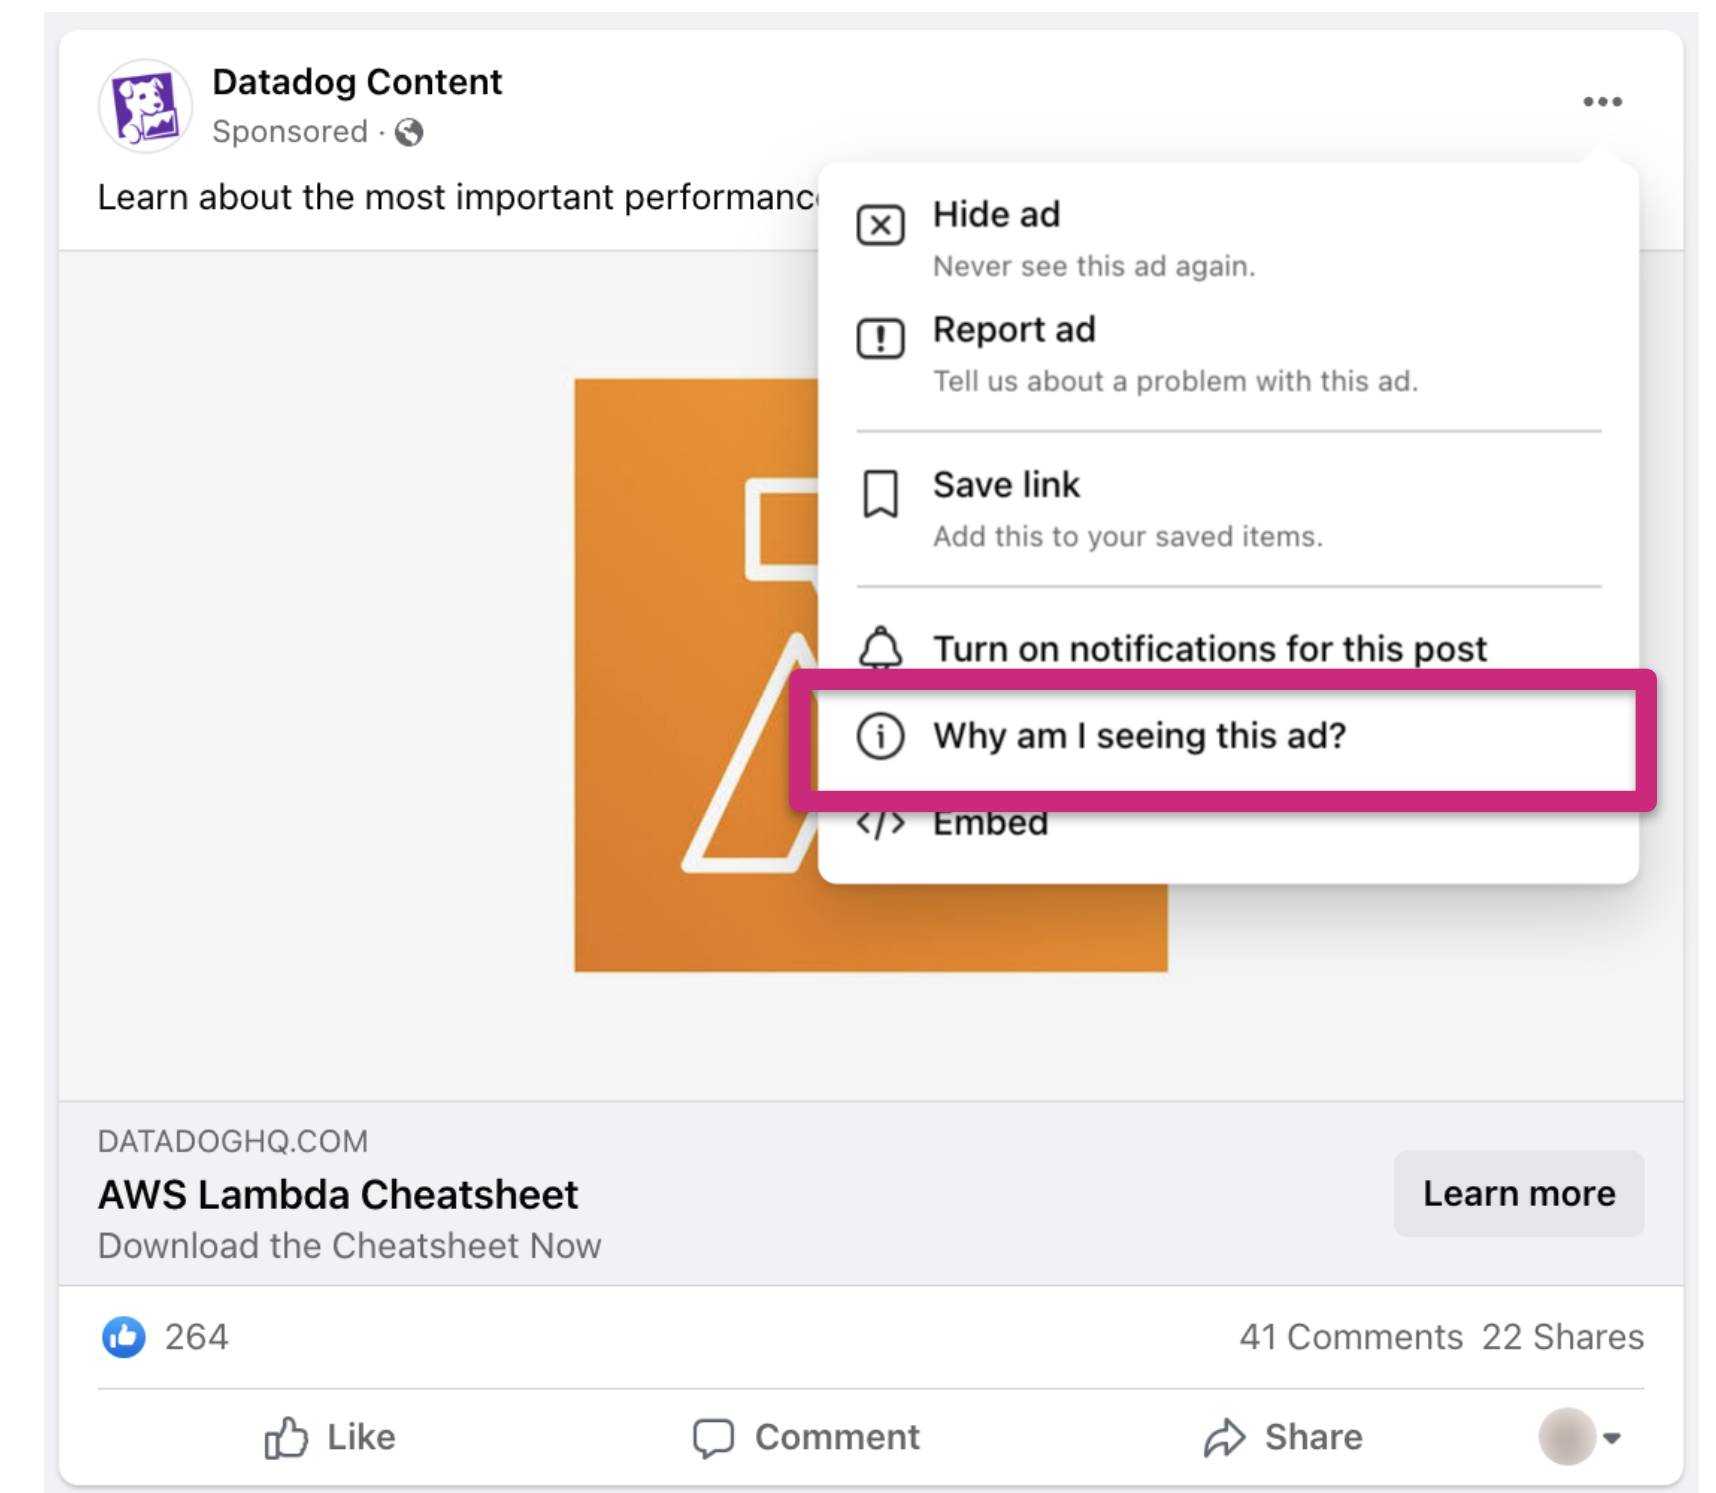 Datadog Content
Sponsored ·
Learn about the most important
Hide ad
Never see this ad again.
Report ad
Tell us about a problem with this ad.
Save link
Add this to your saved items.
Turn on notifications for this post
Why am I seeing this ad?
</> Embed
DATADOGHQ.COM
AWS Lambda Cheatsheet
Download the Cheatsheet Now
Learn more
264
41 Comments 22 Shares
Like
Comment
Share